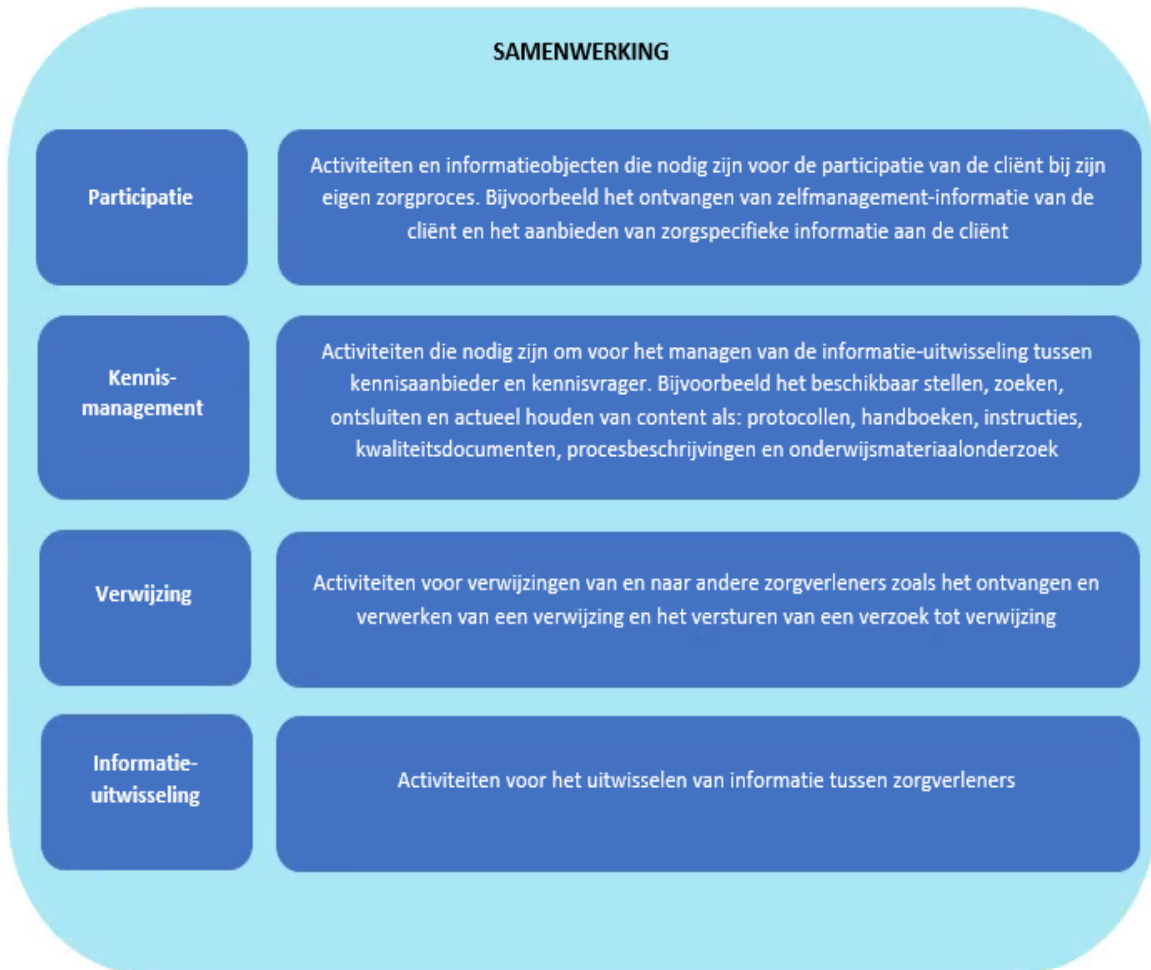 SAMENWERKING
Participatie
Activiteiten en informatieobjecten die nodig zijn voor de participatie van de cliënt bij zijn
eigen zorgproces. Bijvoorbeeld het ontvangen van zelfmanagement-informatie van de
cliënt en het aanbieden van zorgspecifieke informatie aan de cliënt
Kennis-
management
Activiteiten die nodig zijn om voor het managen van de informatie-uitwisseling tussen
kennisaanbieder en kennisvrager. Bijvoorbeeld het beschikbaar stellen, zoeken,
ontsluiten en actueel houden van content als: protocollen, handboeken, instructies,
kwaliteitsdocumenten, procesbeschrijvingen en onderwijsmateriaalonderzoek
Verwijzing
Activiteiten voor verwijzingen van en naar andere zorgverleners zoals het ontvangen en
verwerken van een verwijzing en het versturen van een verzoek tot verwijzing
Informatie-
uitwisseling
Activiteiten voor het uitwisselen van informatie tussen zorgverleners